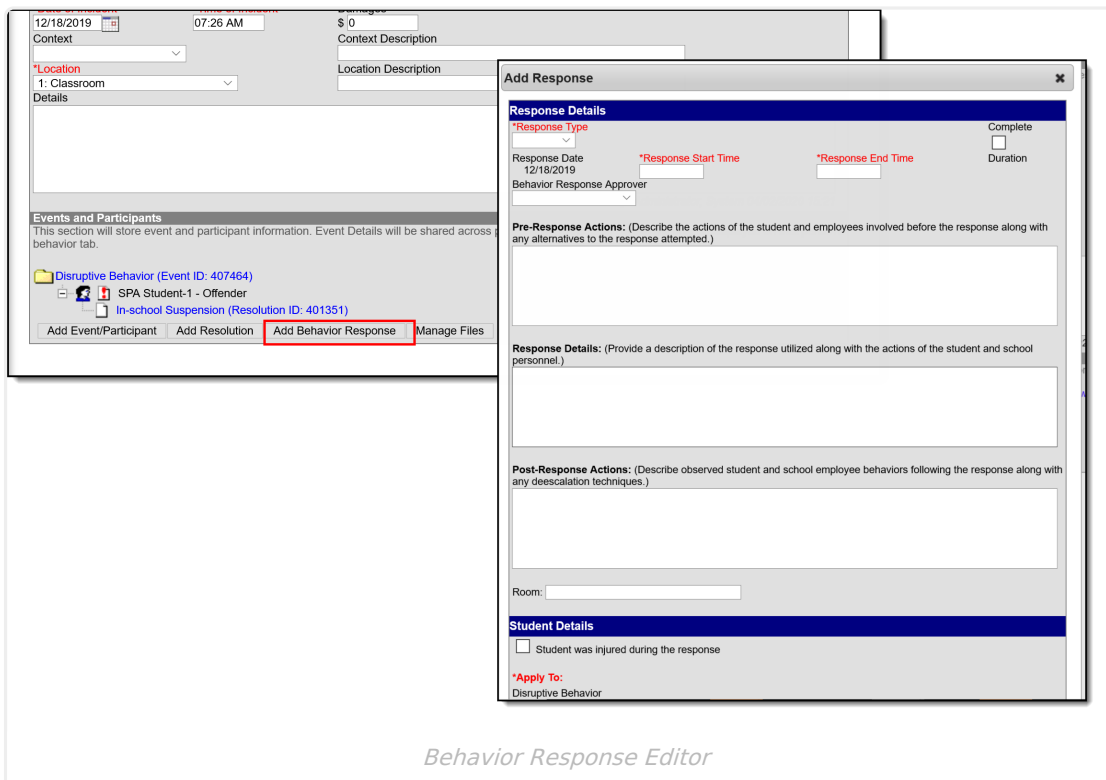 12/18/2019
07:26 AM
$ 0
Context
Context Description
*Location
Location Description
1: Classroom
Details
Events and Participants
This section will store event and participant information. Event Details will be shared across
behavior tab.
Disruptive Behavior (Event ID: 407464)
SPA Student-1 - Offender
In-school Suspension (Resolution ID: 401351)
Add Event/Participant
Add Resolution
Add Behavior Response
Manage Files
Add Response
Response Details
*Response Type
Complete
Response Date
*Response Start Time
*Response End Time
Duration
12/18/2019
Behavior Response Approver
Pre-Response Actions: (Describe the actions of the student and employees involved before the response along with
any alternatives to the response attempted.)
Response Details: (Provide a description of the response utilized along with the actions of the student and school
personnel.)
Post-Response Actions: (Describe observed student and school employee behaviors following the response along with
any deescalation techniques.)
Room:
Student Details
Student was injured during the response
*Apply To:
Disruptive Behavior
Behavior Response Editor